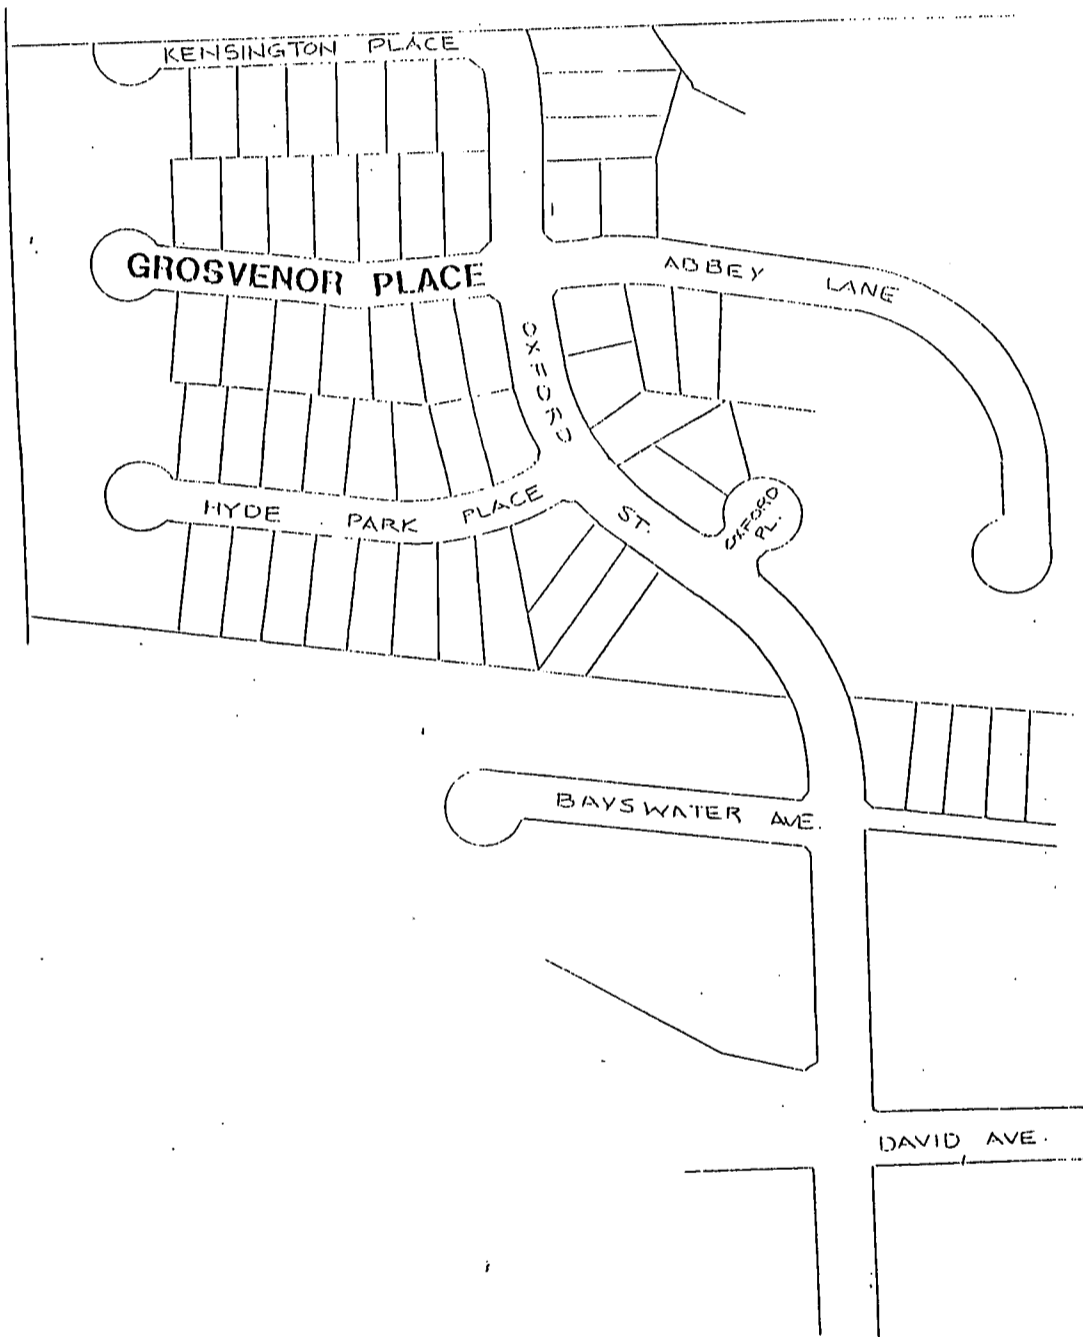 KENSINGTON PLACE
GROSVENOR PLACE
ABBEY LANE
OXFORD ST.
HYDE PARK PLACE
OXFORD PL.
BAYSWATER AVE.
DAVID AVE.